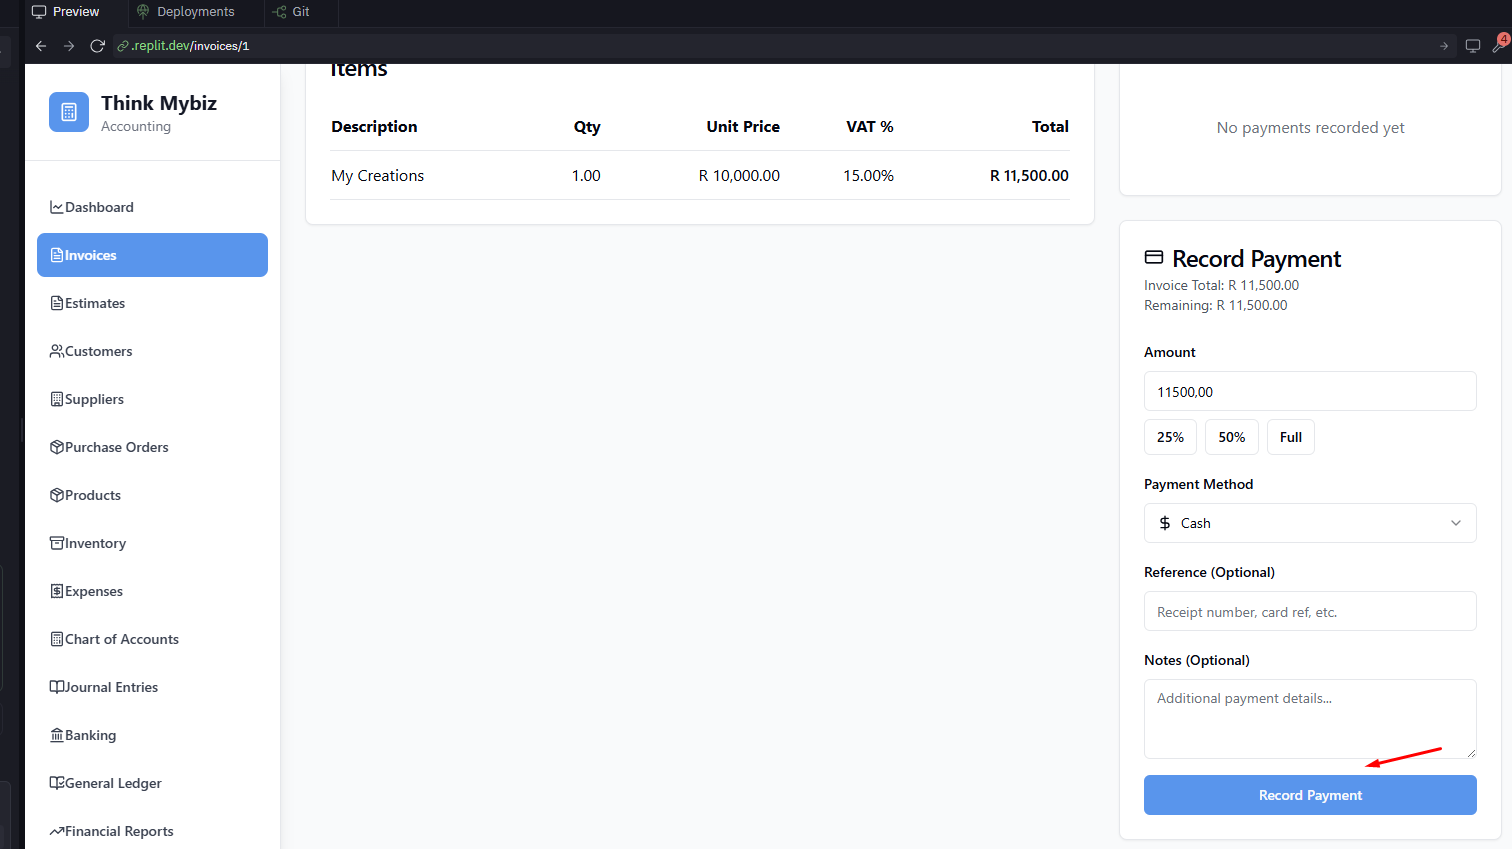 Preview
Deployments
Git
.replit.dev/invoices/1
4
Think Mybiz
Accounting
Dashboard
Invoices
Estimates
Customers
Suppliers
Purchase Orders
Products
Inventory
Expenses
Chart of Accounts
Journal Entries
Banking
General Ledger
Financial Reports
Items
Description Qty Unit Price VAT % Total
My Creations 1.00 R 10,000.00 15.00% R 11,500.00
No payments recorded yet
Record Payment
Invoice Total: R 11,500.00
Remaining: R 11,500.00
Amount
11500,00
25% 50% Full
Payment Method
Cash
Reference (Optional)
Receipt number, card ref, etc.
Notes (Optional)
Additional payment details...
Record Payment